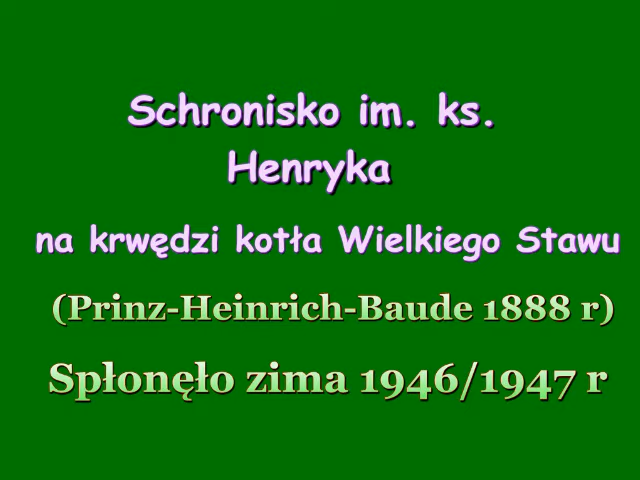 Schronisko im. ks.
Henryka
na krwędzi kotła Wielkiego Stawu
(Prinz-Heinrich-Baude 1888 r)
Spłonęło zima 1946/1947 r